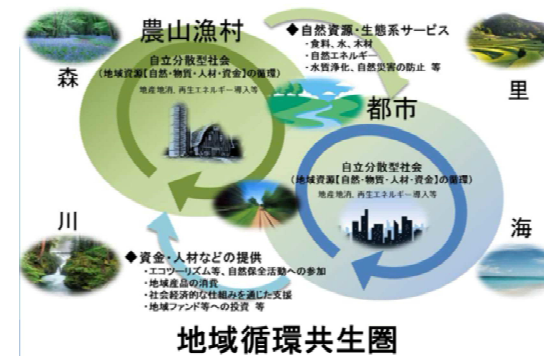 農山漁村
森
自立分散型社会
(地域資源【自然・物質・人材・資金】の循環)
地産地消、再生エネルギー導入等
◆自然資源・生態系サービス
・食料、水、木材
・自然エネルギー
・水質浄化、自然災害の防止 等
里
都市
自立分散型社会
(地域資源【自然・物質・人材・資金】の循環)
地産地消、再生エネルギー導入等
川
海
◆資金・人材などの提供
・エコツーリズム等、自然保全活動への参加
・地域産品の消費
・社会経済的な仕組みを通じた支援
・地域ファンド等への投資 等
地域循環共生圏